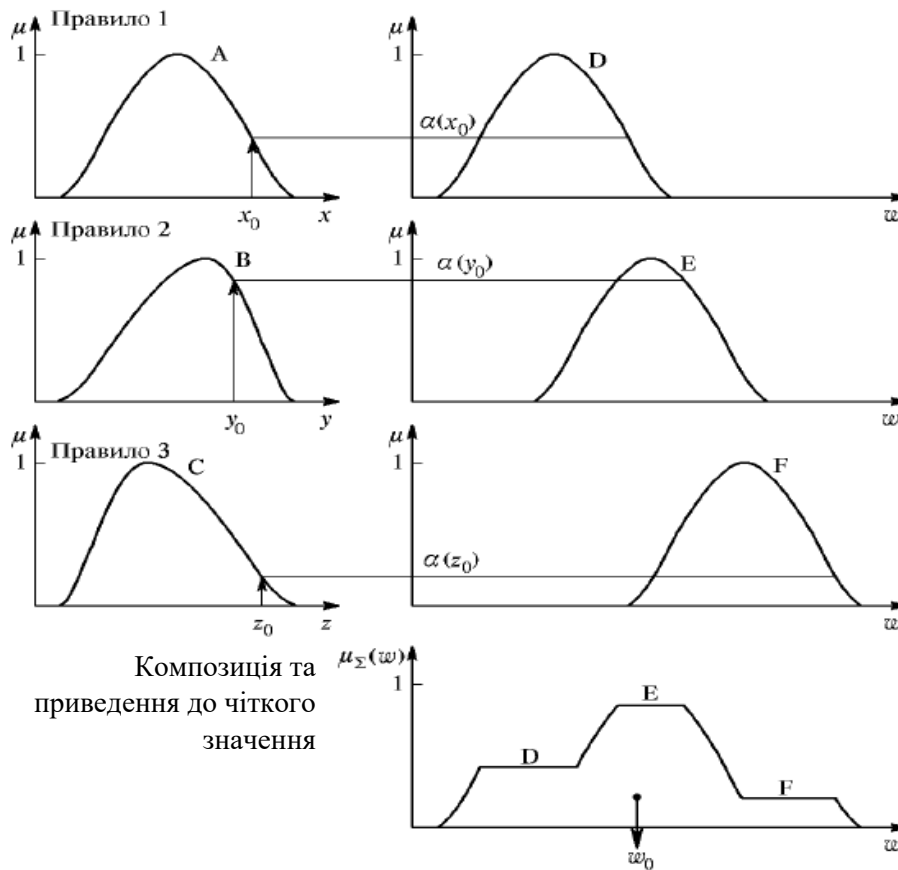 μ Правило 1 μ
1 A 1 D
α(x₀)
x₀ x w
μ Правило 2 μ
1 B 1 E
α(y₀)
y₀ y w
μ Правило 3 μ
1 C 1 F
α(z₀)
z₀ z w
Композиція та
приведення до чіткого
значення
μ_Σ(w)
1
E
D
F
w₀ w